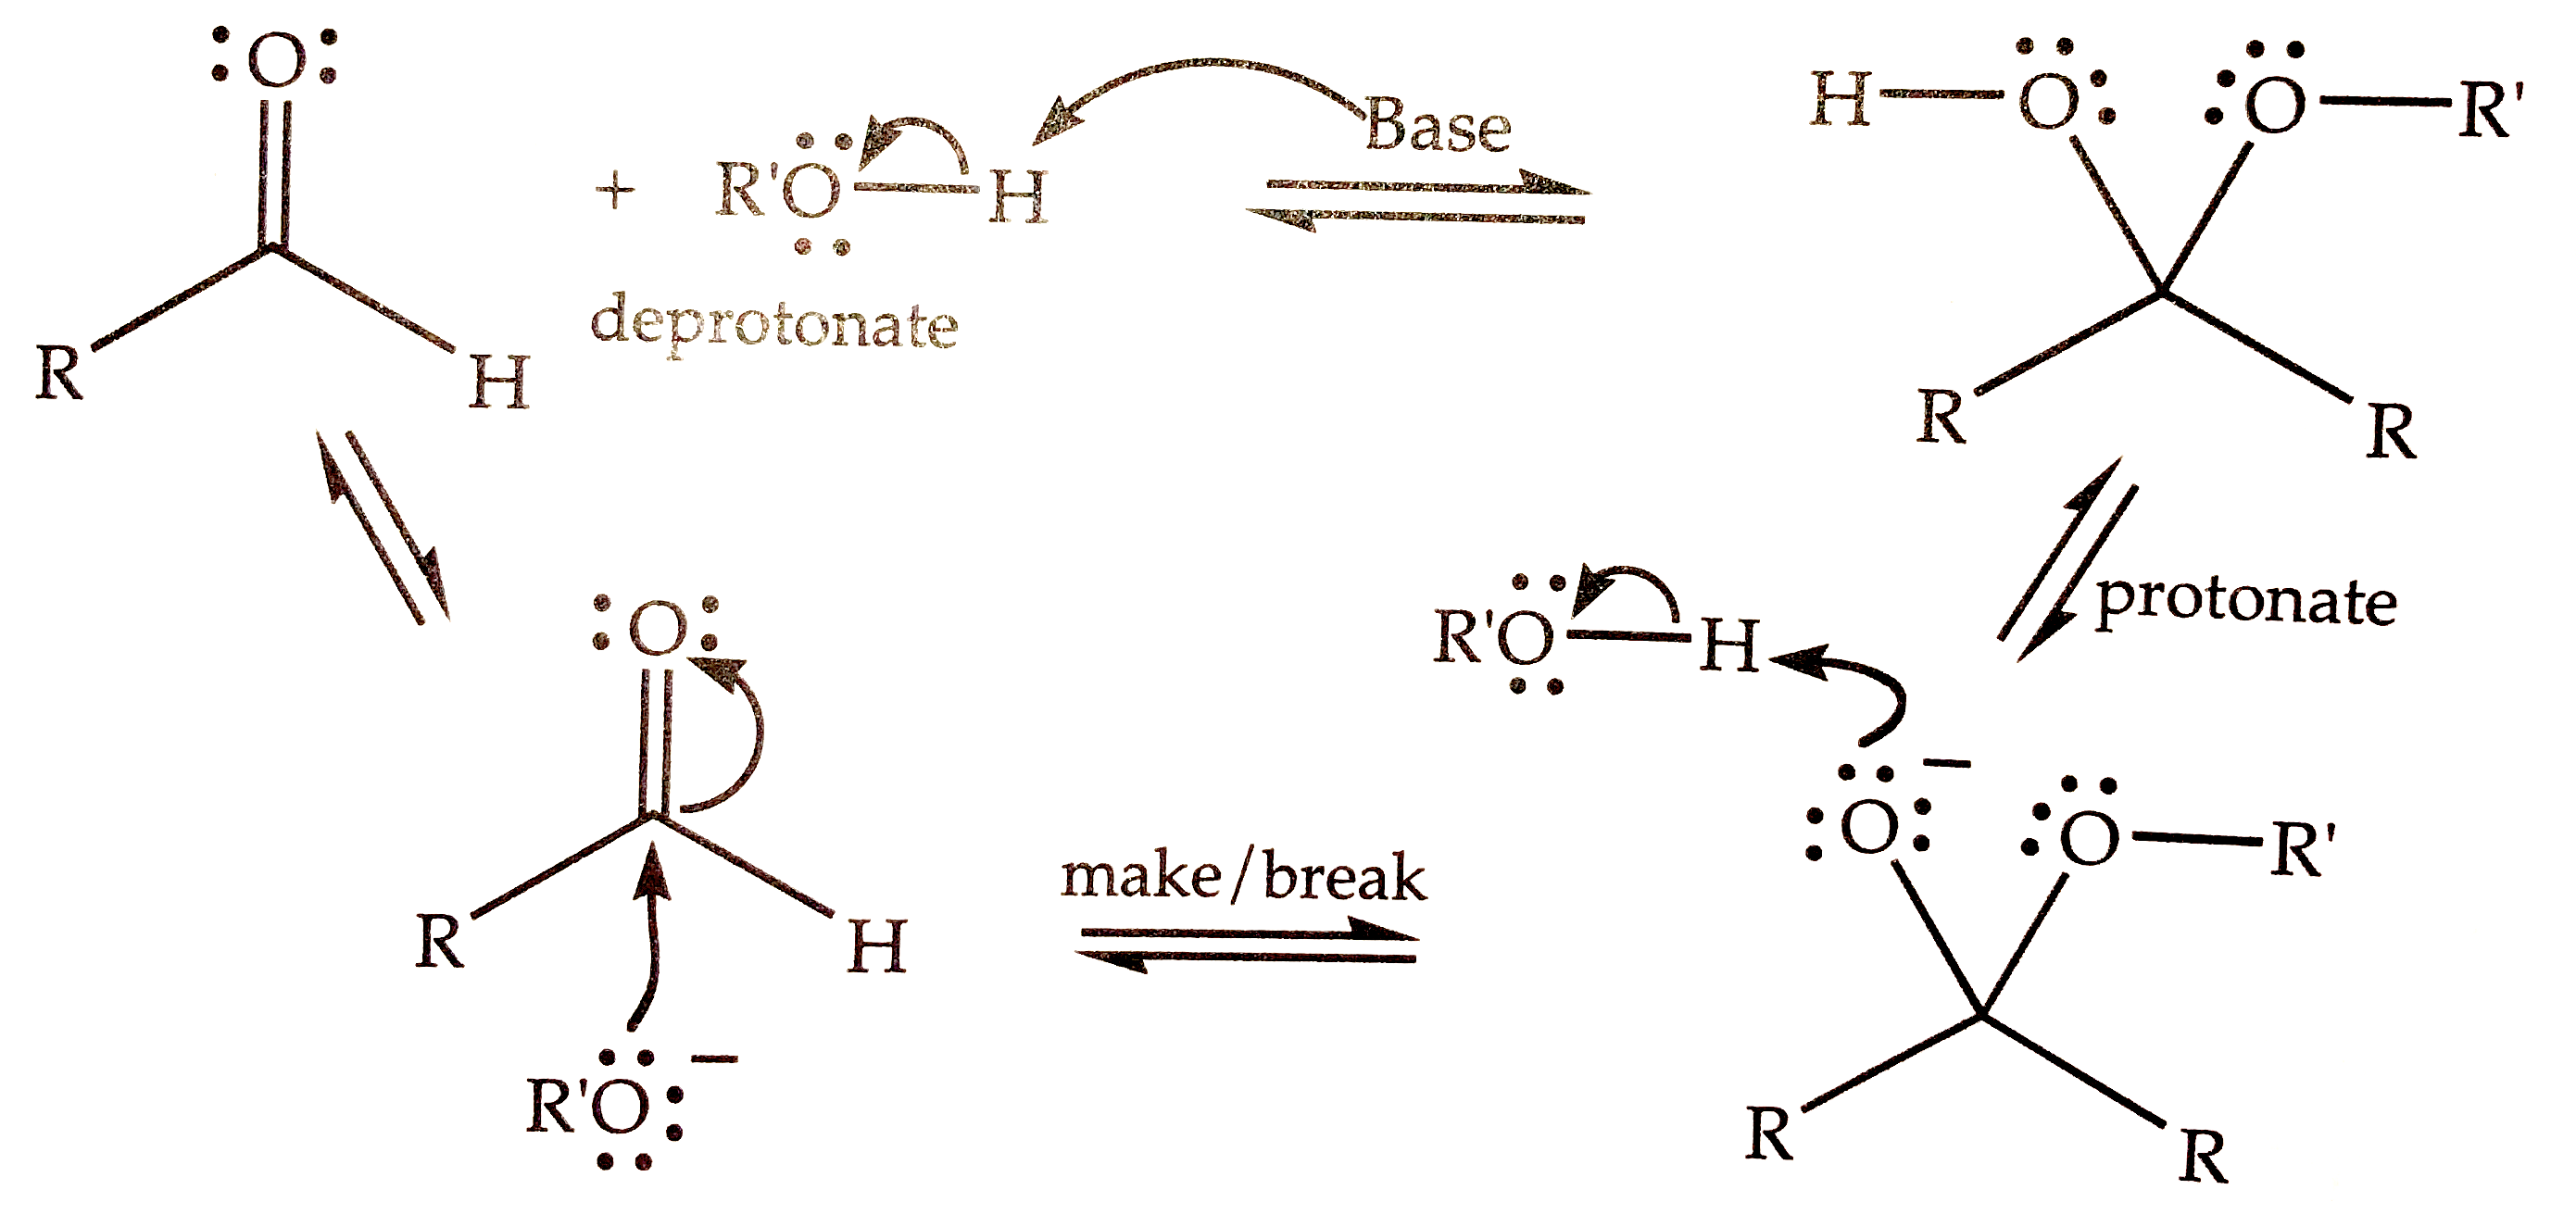 O
R
H
+ R'O H
deprotonate
Base
H O O R'
R
R
O
R
H
R'O −
make/break
R'O H
protonate
O − O R'
R
R